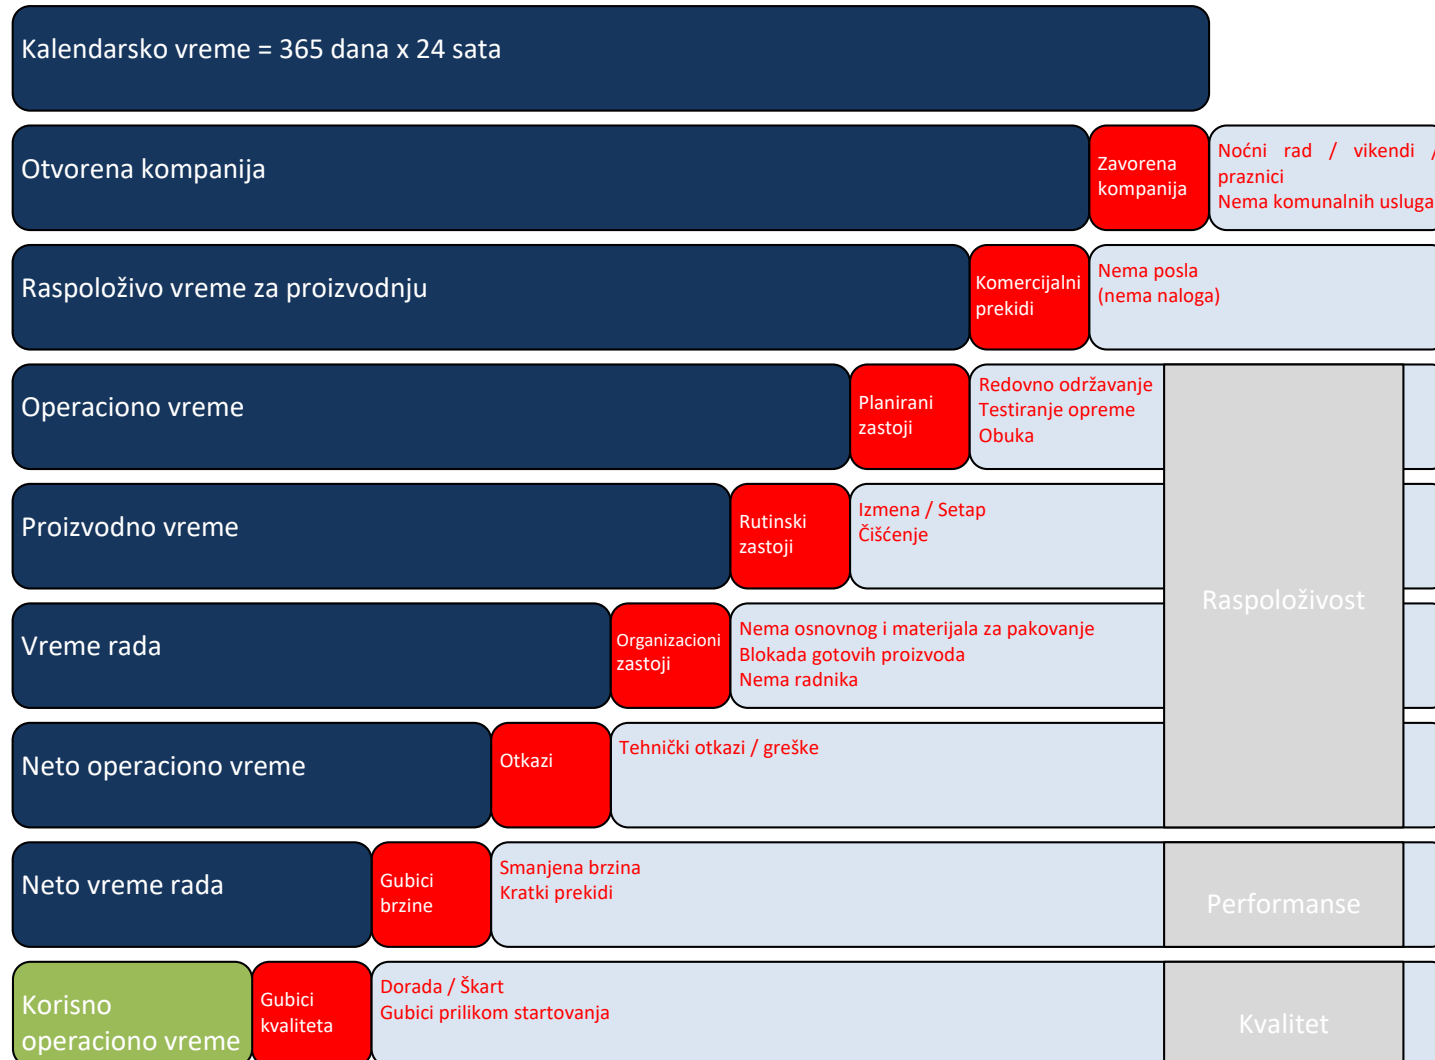 Kalendarsko vreme = 365 dana x 24 sata
Otvorena kompanija
Zavorena
kompanija
Noćni rad / vikendi /
praznici
Nema komunalnih usluga
Raspoloživo vreme za proizvodnju
Komercijalni
prekidi
Nema posla
(nema naloga)
Operaciono vreme
Planirani
zastoji
Redovno održavanje
Testiranje opreme
Obuka
Proizvodno vreme
Rutinski
zastoji
Izmena / Setap
Čišćenje
Raspoloživost
Vreme rada
Organizacioni
zastoji
Nema osnovnog i materijala za pakovanje
Blokada gotovih proizvoda
Nema radnika
Neto operaciono vreme
Otkazi
Tehnički otkazi / greške
Neto vreme rada
Gubici
brzine
Smanjena brzina
Kratki prekidi
Performanse
Korisno
operaciono vreme
Gubici
kvaliteta
Dorada / Škart
Gubici prilikom startovanja
Kvalitet